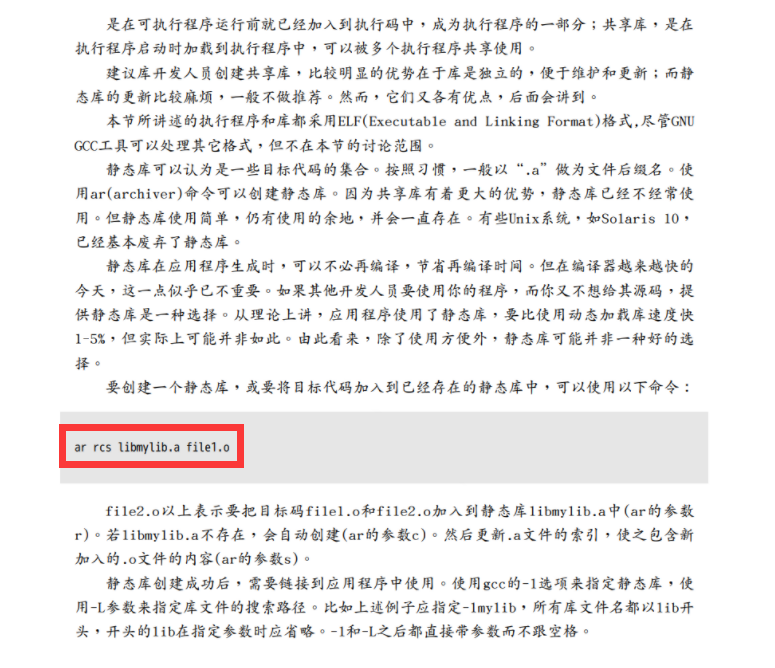 是在可执行程序运行前就已经加入到执行码中，成为执行程序的一部分；共享库，是在
执行程序启动时加载到执行程序中，可以被多个执行程序共享使用。
建议库开发人员创建共享库，比较明显的优势在于库是独立的，便于维护和更新；而静
态库的更新比较麻烦，一般不做推荐。然而，它们又各有优点，后面会讲到。
本节所讲述的执行程序和库都采用ELF(Executable and Linking Format)格式,尽管GNU
GCC工具可以处理其它格式，但不在本节的讨论范围。
静态库可以认为是一些目标代码的集合。按照习惯，一般以“.a”做为文件后缀名。使
用ar(archiver)命令可以创建静态库。因为共享库有着更大的优势，静态库已经不经常使
用。但静态库使用简单，仍有使用的余地，并会一直存在。有些Unix系统，如Solaris 10，
已经基本废弃了静态库。
静态库在应用程序生成时，可以不必再编译，节省再编译时间。但在编译器越来越快的
今天，这一点似乎已不重要。如果其他开发人员要使用你的程序，而你又不想给其源码，提
供静态库是一种选择。从理论上讲，应用程序使用了静态库，要比使用动态加载库速度快
1-5%，但实际上可能并非如此。由此看来，除了使用方便外，静态库可能并非一种好的选
择。
要创建一个静态库，或要将目标代码加入到已经存在的静态库中，可以使用以下命令：
ar rcs libmylib.a file1.o
file2.o以上表示要把目标码file1.o和file2.o加入到静态库libmylib.a中(ar的参数
r)。若libmylib.a不存在，会自动创建(ar的参数c)。然后更新.a文件的索引，使之包含新
加入的.o文件的内容(ar的参数s)。
静态库创建成功后，需要链接到应用程序中使用。使用gcc的-l选项来指定静态库，使
用-L参数来指定库文件的搜索路径。比如上述例子应指定-lmylib，所有库文件名都以lib开
头，开头的lib在指定参数时应省略。-l和-L之后都直接带参数而不跟空格。